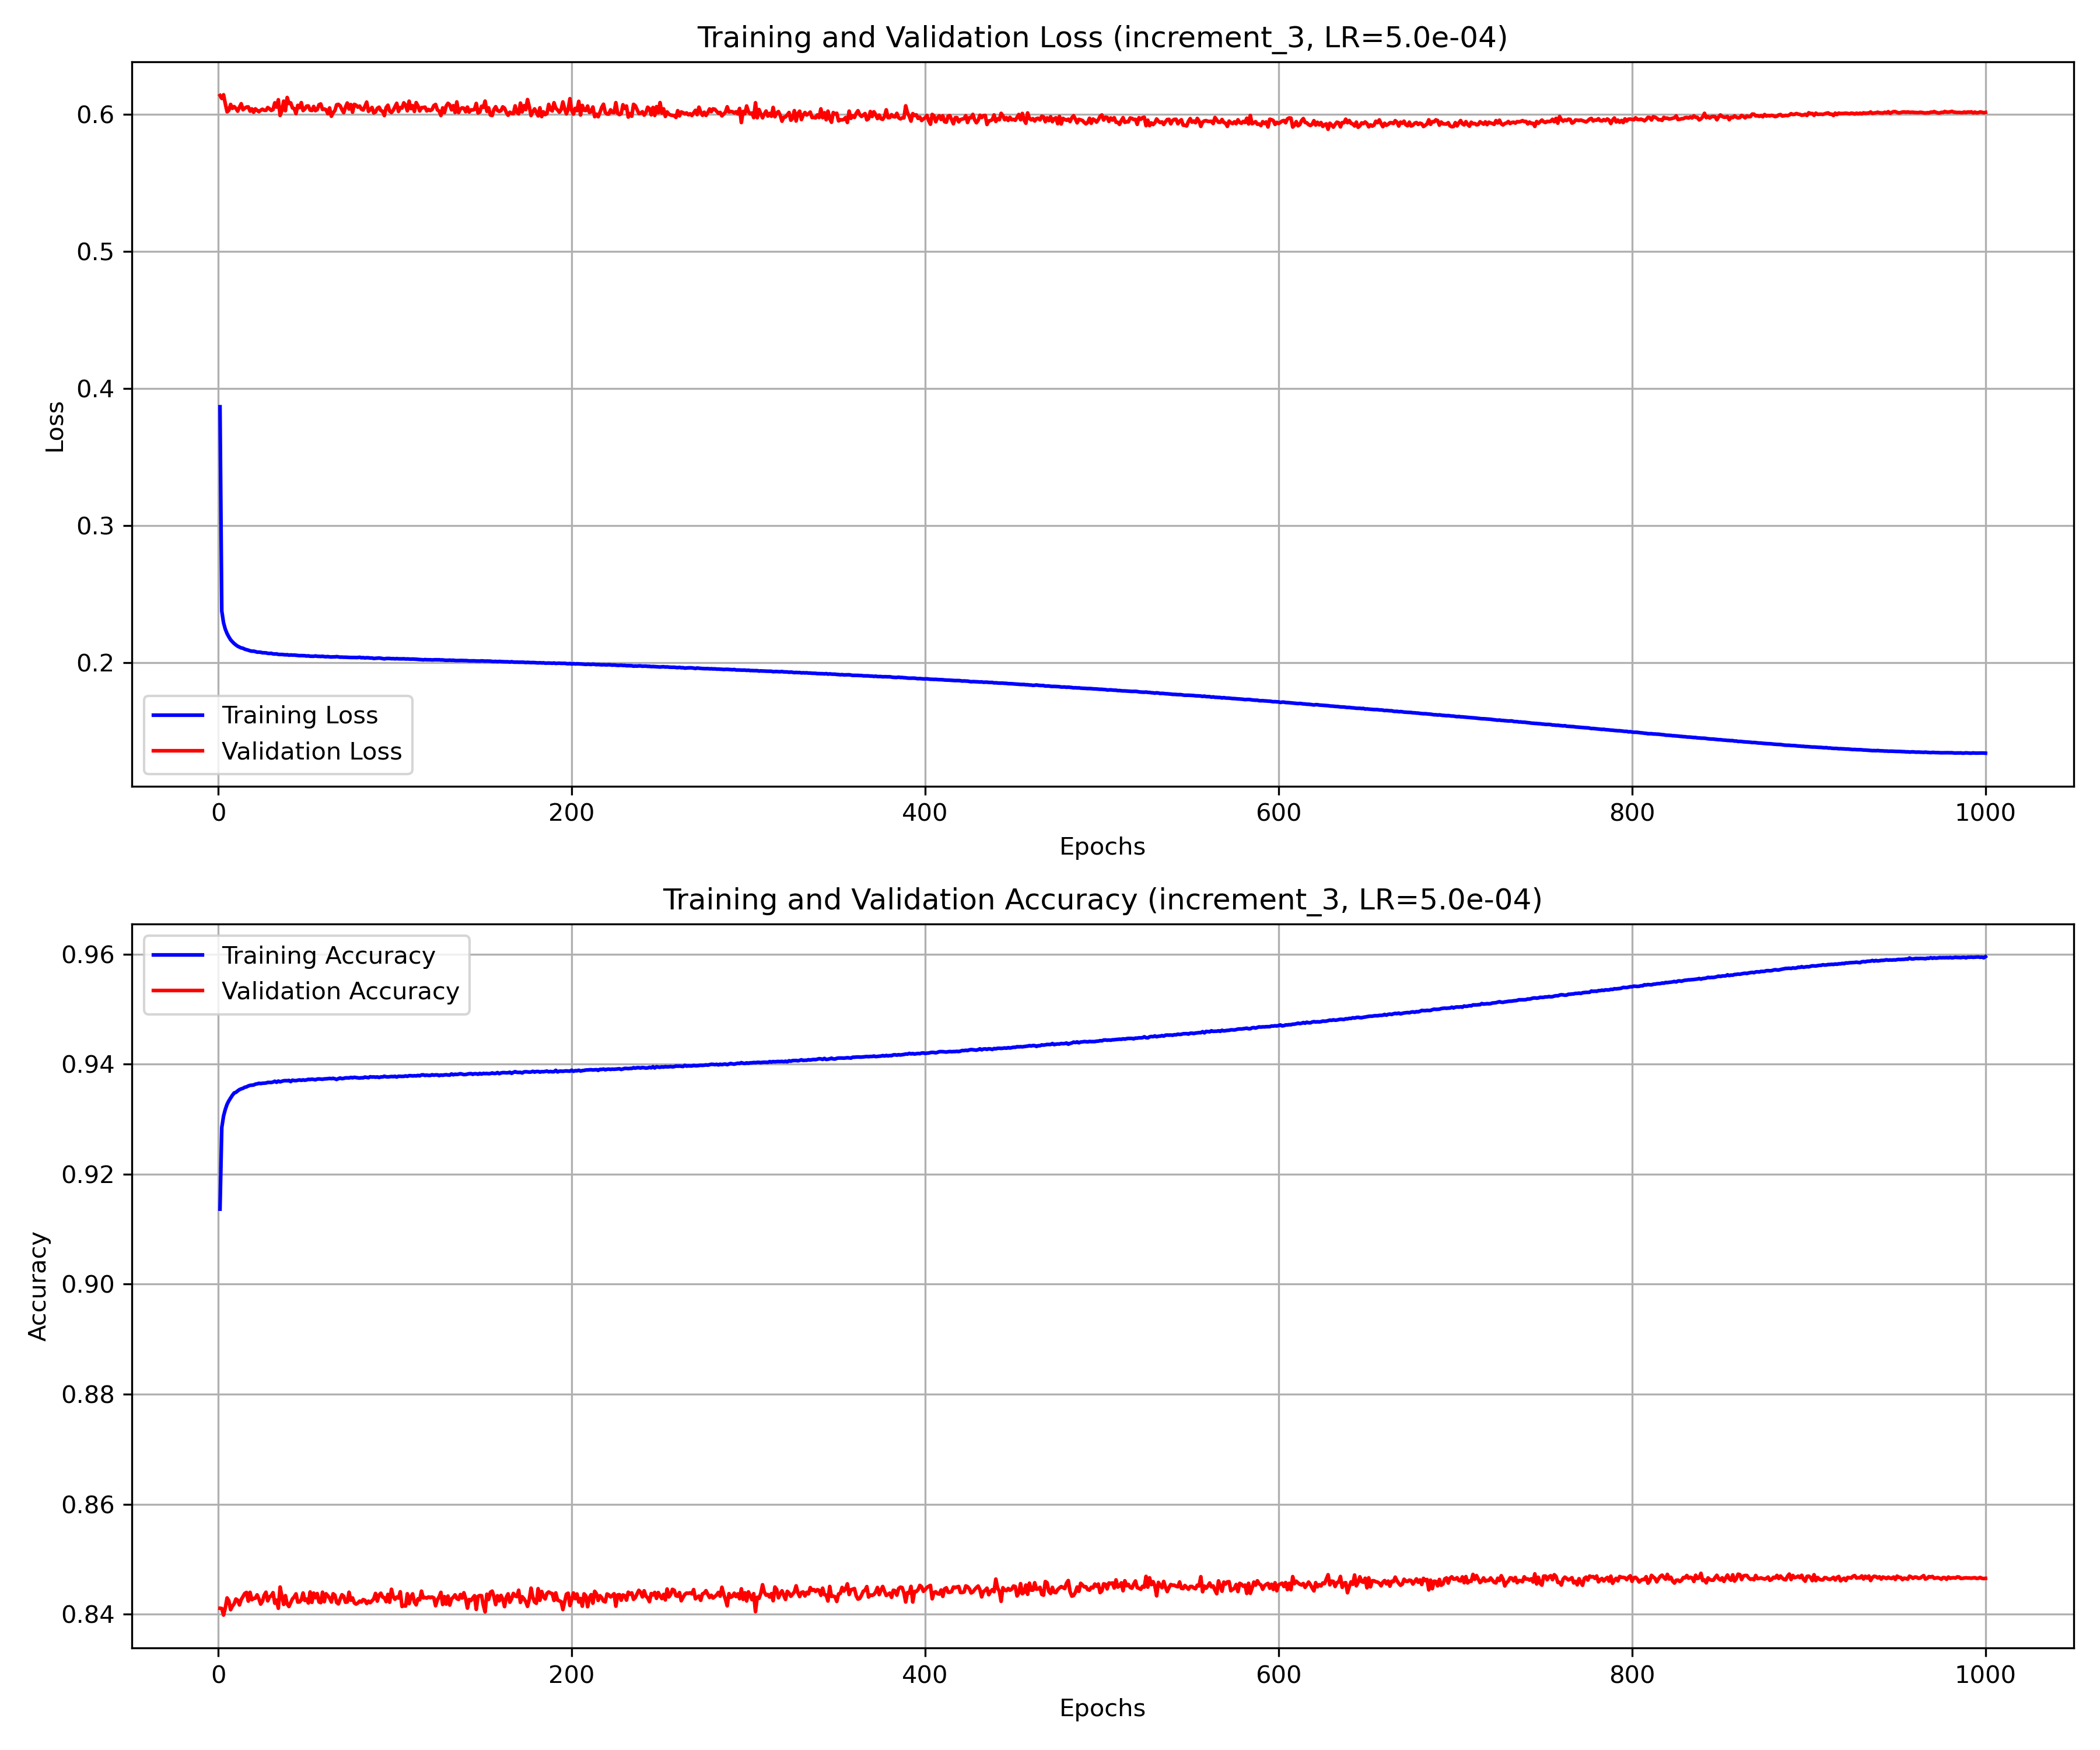 Training and Validation Loss (increment_3, LR=5.0e-04)
0.6
0.5
0.4
0.3
0.2
Loss
Training Loss
Validation Loss
0 200 400 600 800 1000
Epochs
Training and Validation Accuracy (increment_3, LR=5.0e-04)
0.96
0.94
0.92
0.90
0.88
0.86
0.84
Accuracy
Training Accuracy
Validation Accuracy
0 200 400 600 800 1000
Epochs